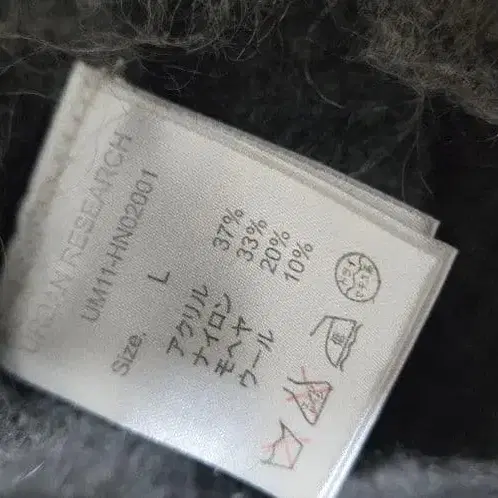 URBAN RESEARCH
UM11-HN02001
Size. L
アクリル 37%
ナイロン 33%
モヘヤ 20%
ウール 10%